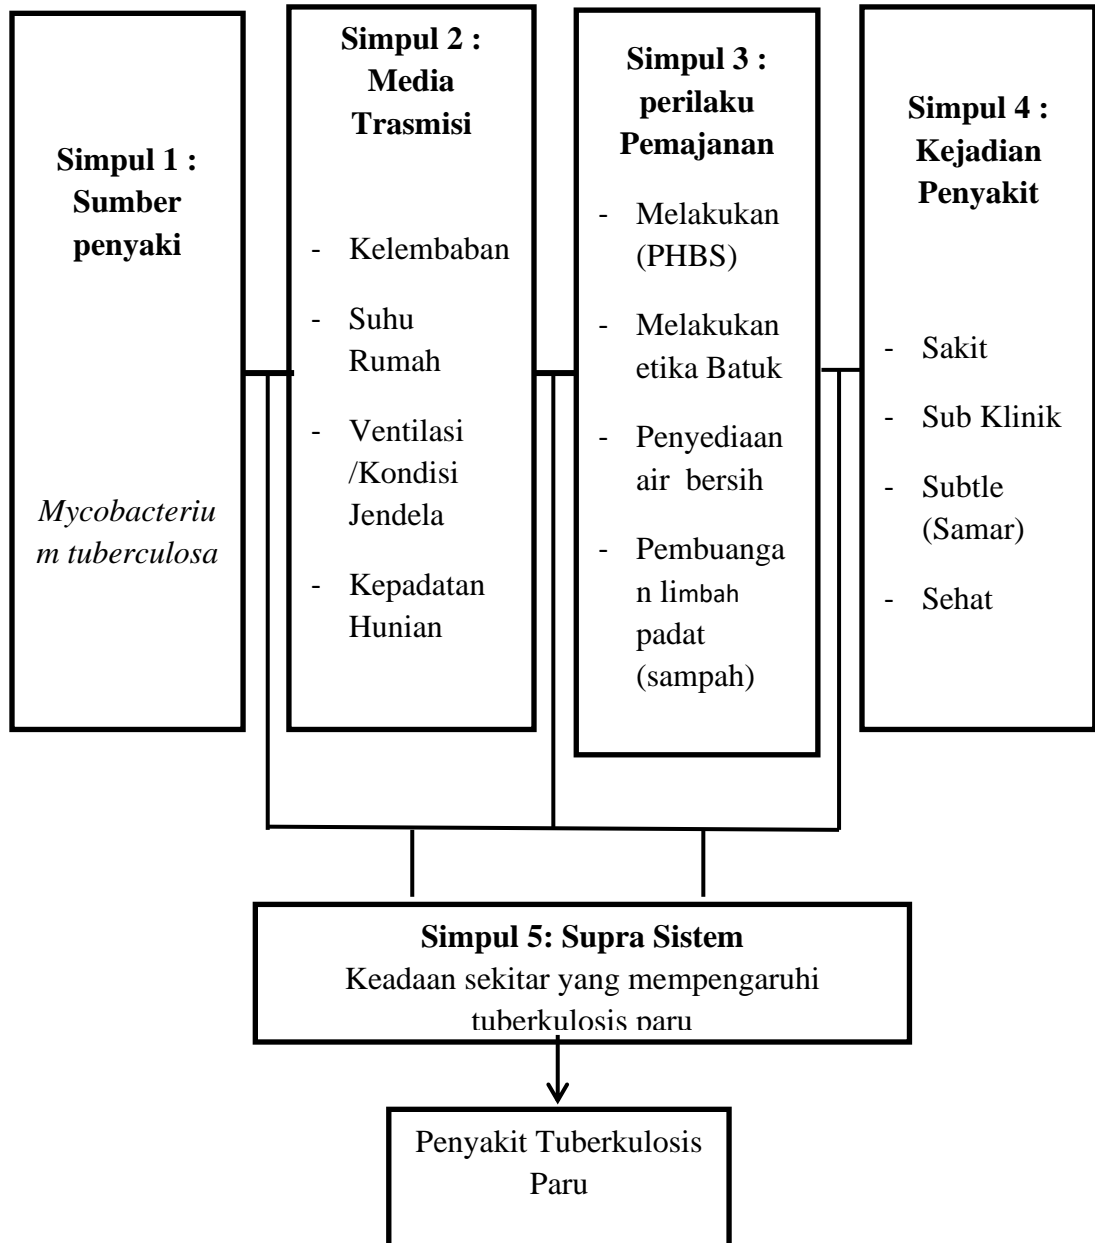 Simpul 1 :
Sumber
penyaki
Mycobacteriu
m tuberculosa
Simpul 2 :
Media
Trasmisi
- Kelembaban
- Suhu
Rumah
- Ventilasi
/Kondisi
Jendela
- Kepadatan
Hunian
Simpul 3 :
perilaku
Pemajanan
- Melakukan
(PHBS)
- Melakukan
etika Batuk
- Penyediaan
air bersih
- Pembuanga
n limbah
padat
(sampah)
Simpul 4 :
Kejadian
Penyakit
- Sakit
- Sub Klinik
- Subtle
(Samar)
- Sehat
Simpul 5: Supra Sistem
Keadaan sekitar yang mempengaruhi
tuberkulosis paru
Penyakit Tuberkulosis
Paru